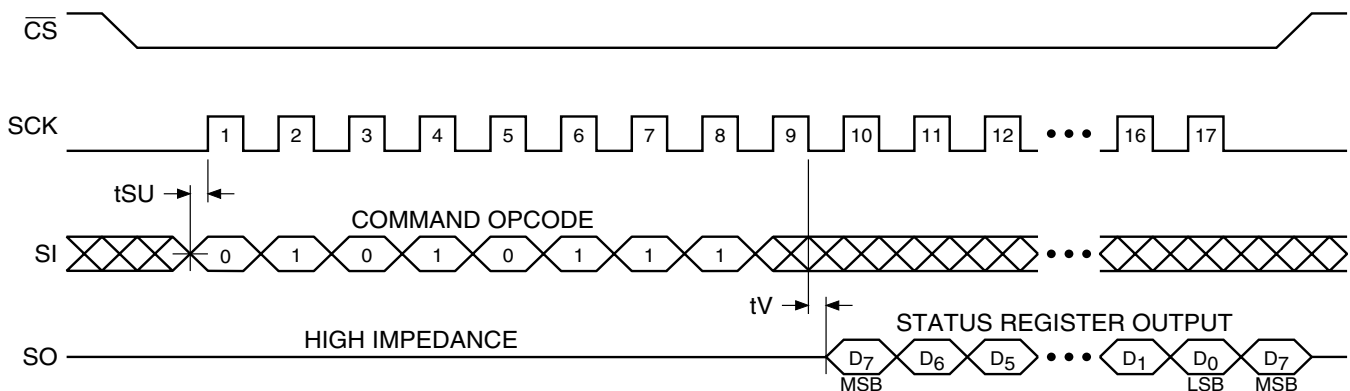 CS
SCK 1 2 3 4 5 6 7 8 9 10 11 12 ••• 16 17
tSU
COMMAND OPCODE
SI 0 1 0 1 0 1 1 1 •••
tV
HIGH IMPEDANCE STATUS REGISTER OUTPUT
SO D7 D6 D5 ••• D1 D0 D7
MSB LSB MSB